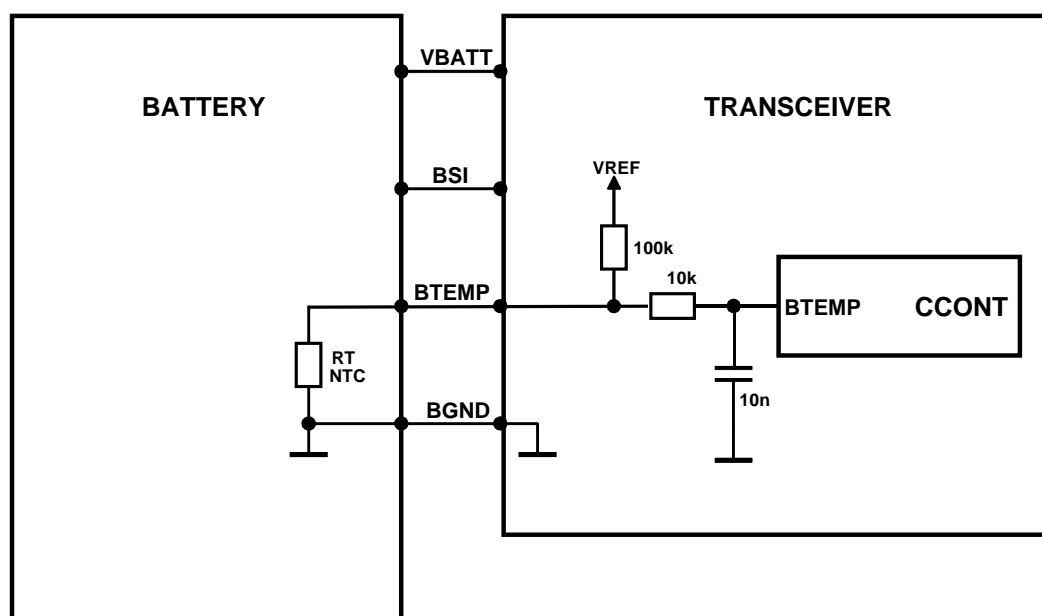 VBATT
BATTERY
TRANSCEIVER
BSI
VREF
100k
10k
BTEMP
BTEMP
CCONT
RT
NTC
10n
BGND